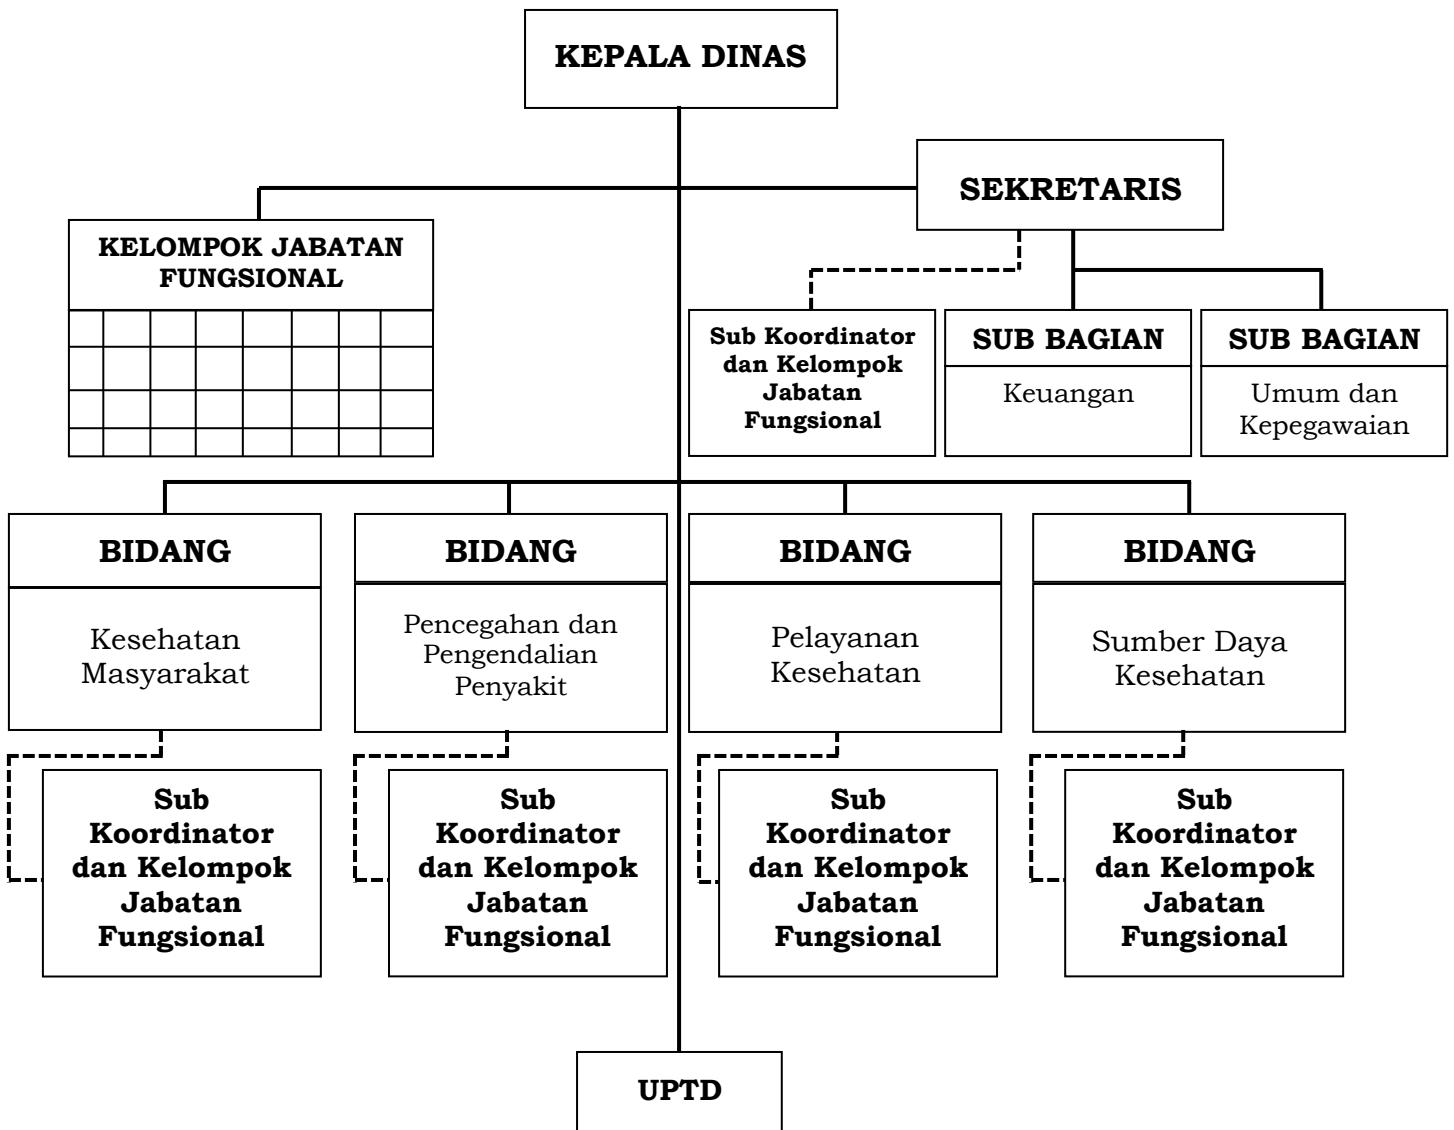 KEPALA DINAS
SEKRETARIS
KELOMPOK JABATAN
FUNGSIONAL
Sub Koordinator
dan Kelompok
Jabatan
Fungsional
SUB BAGIAN
Keuangan
SUB BAGIAN
Umum dan
Kepegawaian
BIDANG
Kesehatan
Masyarakat
BIDANG
Pencegahan dan
Pengendalian
Penyakit
BIDANG
Pelayanan
Kesehatan
BIDANG
Sumber Daya
Kesehatan
Sub
Koordinator
dan Kelompok
Jabatan
Fungsional
Sub
Koordinator
dan Kelompok
Jabatan
Fungsional
Sub
Koordinator
dan Kelompok
Jabatan
Fungsional
Sub
Koordinator
dan Kelompok
Jabatan
Fungsional
UPTD